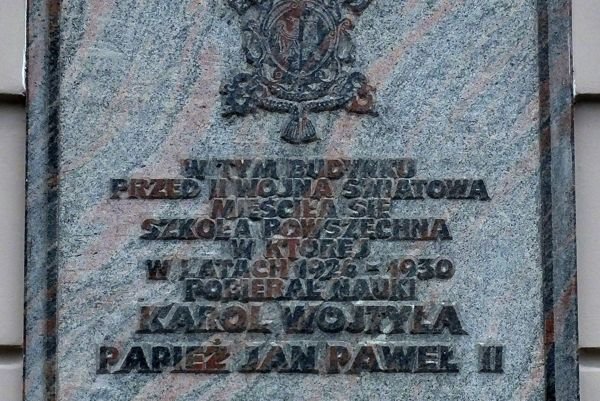 W TYM BUDYNKU
PRZED II WOJNĄ ŚWIATOWĄ
MIEŚCIŁA SIĘ
SZKOŁA POWSZECHNA
W KTÓREJ
W LATACH 1926 - 1930
POBIERAŁ NAUKI
KAROL WOJTYŁA
PAPIEŻ JAN PAWEŁ II